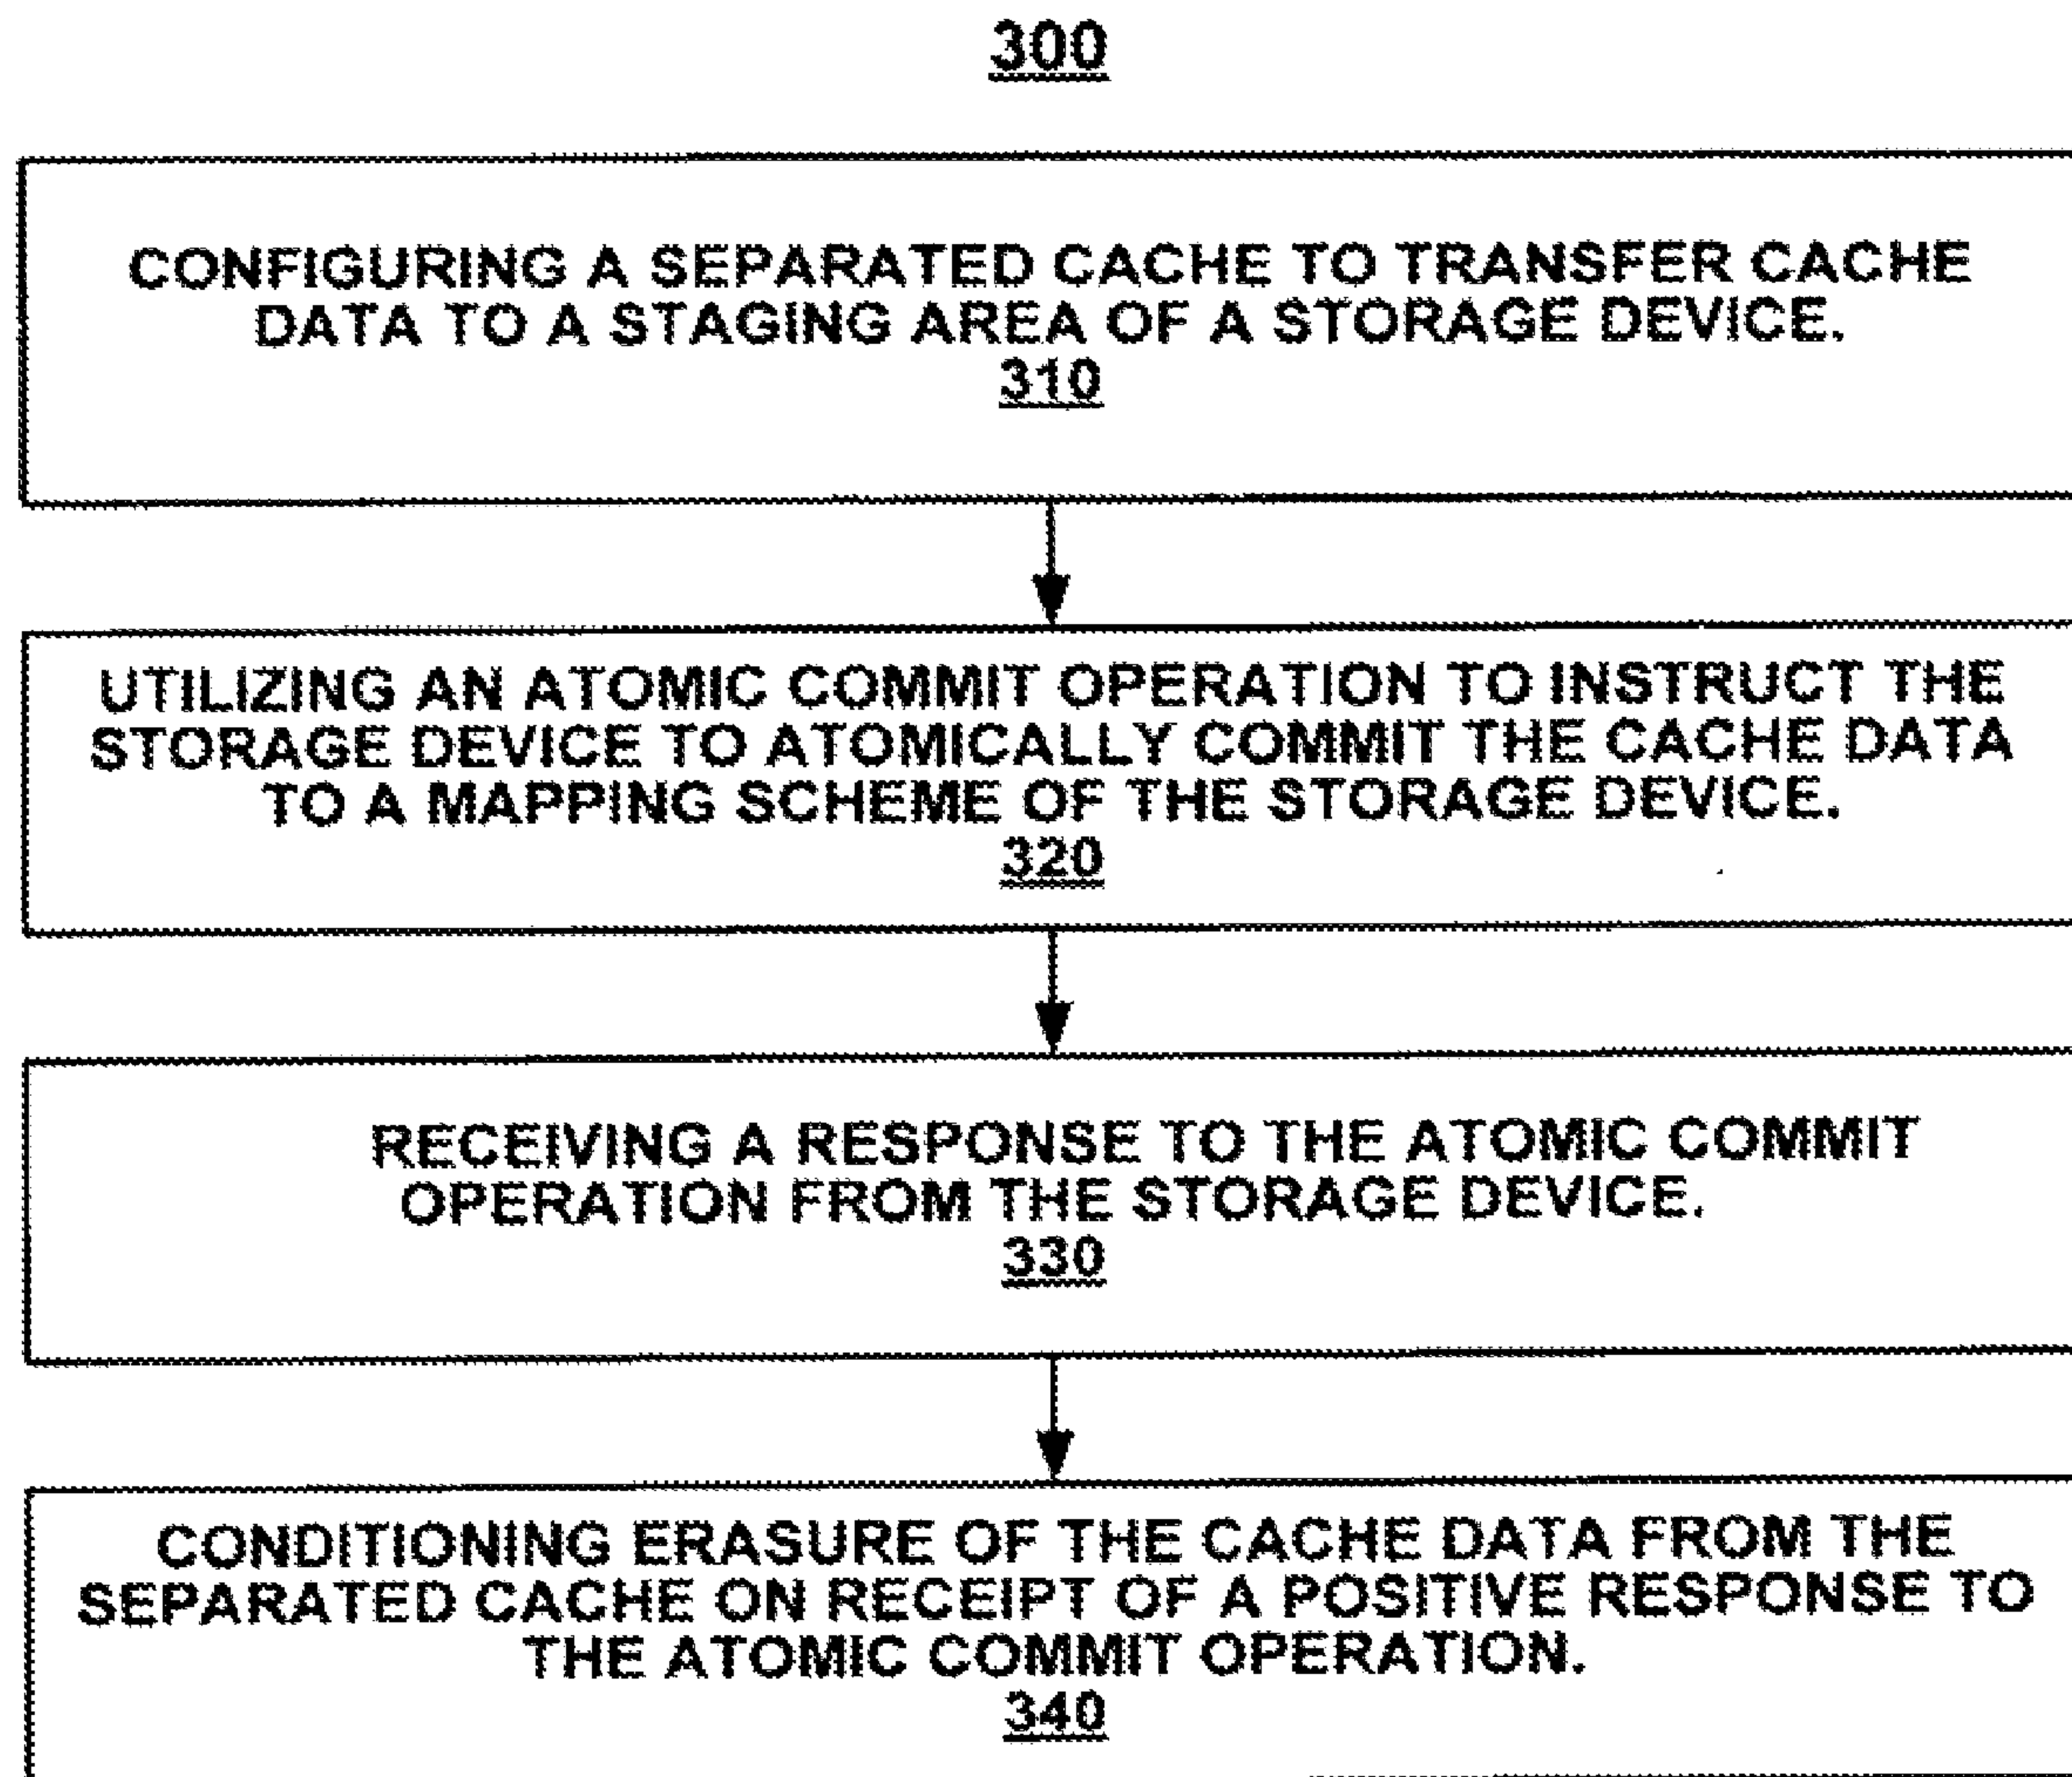 300
CONFIGURING A SEPARATED CACHE TO TRANSFER CACHE
DATA TO A STAGING AREA OF A STORAGE DEVICE.
310
UTILIZING AN ATOMIC COMMIT OPERATION TO INSTRUCT THE
STORAGE DEVICE TO ATOMICALLY COMMIT THE CACHE DATA
TO A MAPPING SCHEME OF THE STORAGE DEVICE.
320
RECEIVING A RESPONSE TO THE ATOMIC COMMIT
OPERATION FROM THE STORAGE DEVICE.
330
CONDITIONING ERASURE OF THE CACHE DATA FROM THE
SEPARATED CACHE ON RECEIPT OF A POSITIVE RESPONSE TO
THE ATOMIC COMMIT OPERATION.
340